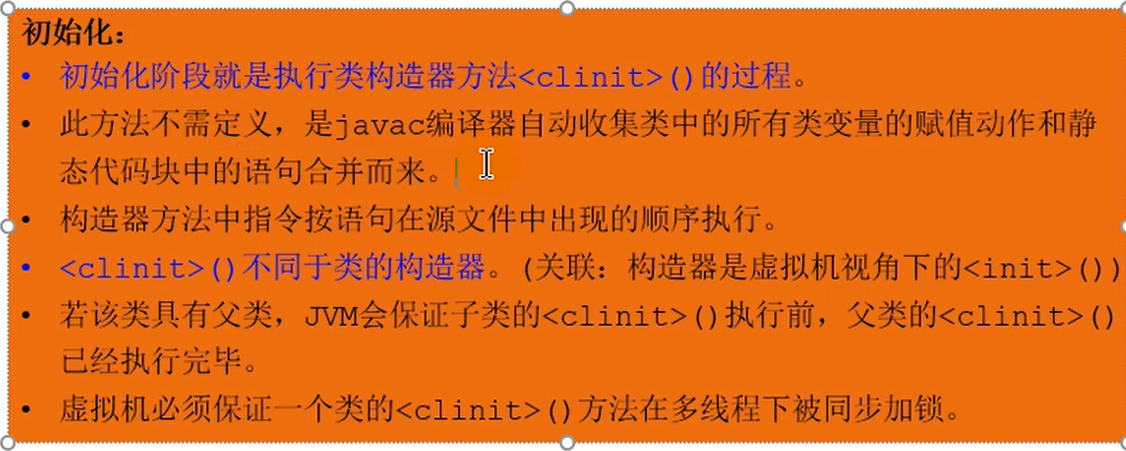 初始化：
• 初始化阶段就是执行类构造器方法<clinit>()的过程。
• 此方法不需定义，是javac编译器自动收集类中的所有类变量的赋值动作和静
态代码块中的语句合并而来。
• 构造器方法中指令按语句在源文件中出现的顺序执行。
• <clinit>()不同于类的构造器。(关联：构造器是虚拟机视角下的<init>())
• 若该类具有父类，JVM会保证子类的<clinit>()执行前，父类的<clinit>()
已经执行完毕。
• 虚拟机必须保证一个类的<clinit>()方法在多线程下被同步加锁。